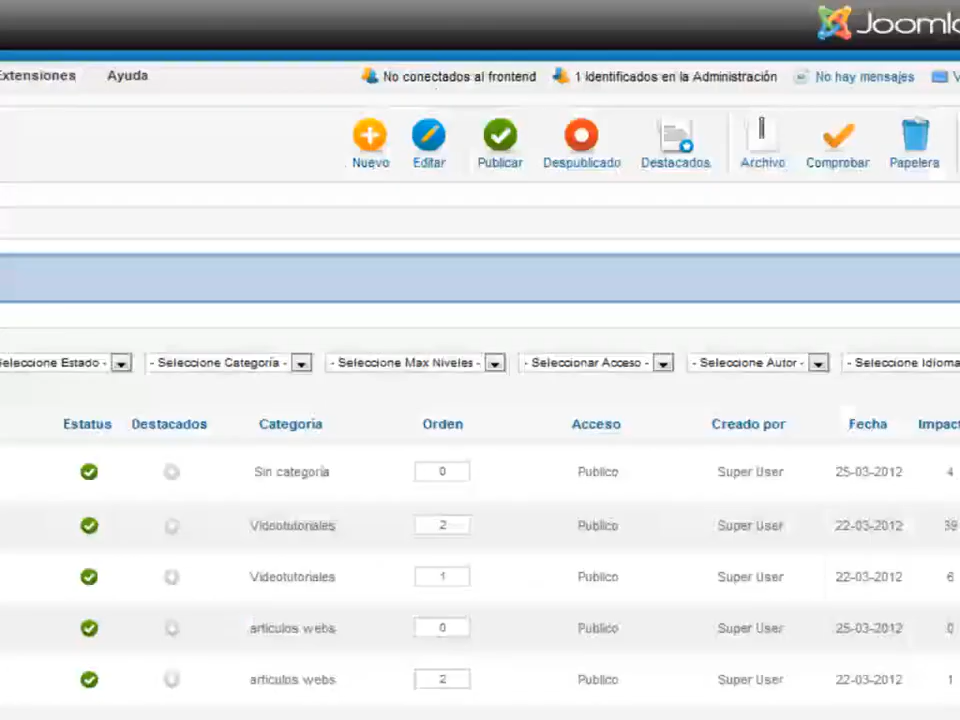 Joomla
Extensiones Ayuda No conectados al frontend 1 Identificados en la Administración No hay mensajes V
Nuevo Editar Publicar Despublicado Destacados Archivo Comprobar Papelera
Seleccione Estado - - Seleccione Categoría - - Seleccione Max Niveles - - Seleccionar Acceso - - Seleccione Autor - - Seleccione Idioma
Estatus Destacados Categoría Orden Acceso Creado por Fecha Impact
Sin categoría 0 Publico Super User 25-03-2012 4
Videotutoriales 2 Publico Super User 22-03-2012 39
Videotutoriales 1 Publico Super User 22-03-2012 6
articulos webs 0 Publico Super User 25-03-2012 0
articulos webs 2 Publico Super User 22-03-2012 1